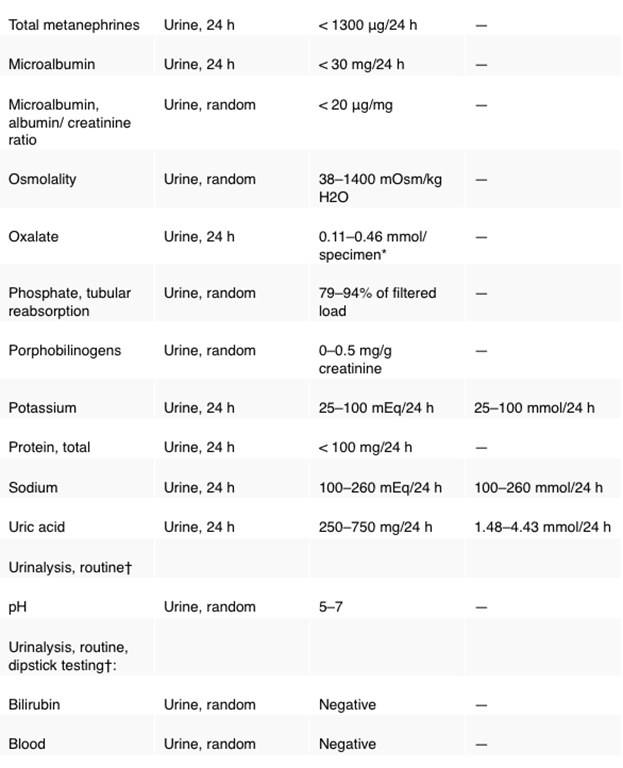 Total metanephrines Urine, 24 h < 1300 µg/24 h —
Microalbumin Urine, 24 h < 30 mg/24 h —
Microalbumin, Urine, random < 20 µg/mg —
albumin/ creatinine
ratio
Osmolality Urine, random 38–1400 mOsm/kg —
H2O
Oxalate Urine, 24 h 0.11–0.46 mmol/ —
specimen*
Phosphate, tubular Urine, random 79–94% of filtered —
reabsorption load
Porphobilinogens Urine, random 0–0.5 mg/g —
creatinine
Potassium Urine, 24 h 25–100 mEq/24 h 25–100 mmol/24 h
Protein, total Urine, 24 h < 100 mg/24 h —
Sodium Urine, 24 h 100–260 mEq/24 h 100–260 mmol/24 h
Uric acid Urine, 24 h 250–750 mg/24 h 1.48–4.43 mmol/24 h
Urinalysis, routine†
pH Urine, random 5–7 —
Urinalysis, routine,
dipstick testing†:
Bilirubin Urine, random Negative —
Blood Urine, random Negative —